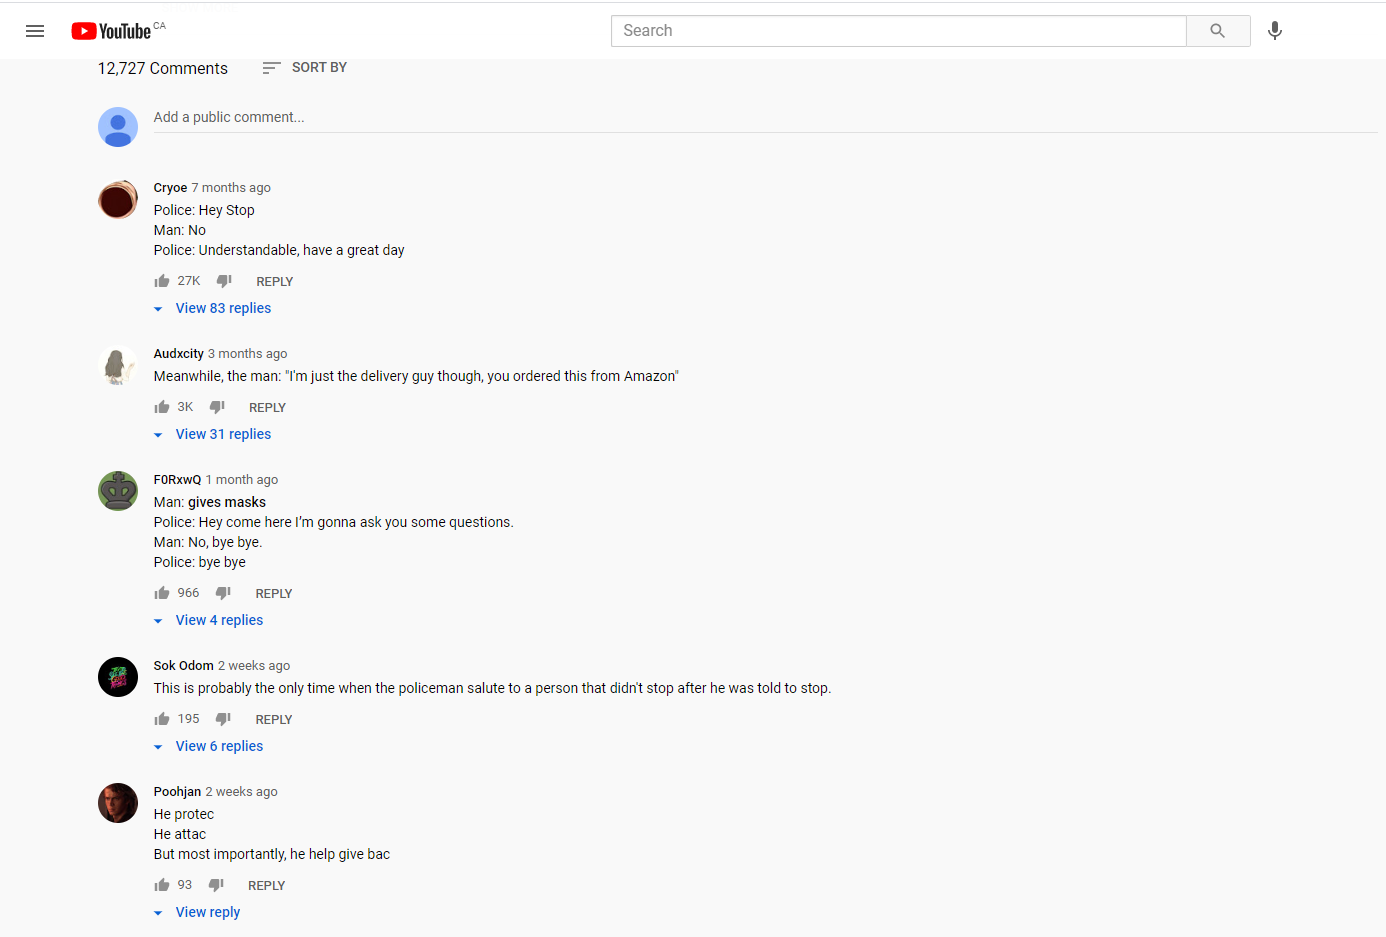 YouTube CA
Search
12,727 Comments
SORT BY
Add a public comment...
Cryoe 7 months ago
Police: Hey Stop
Man: No
Police: Understandable, have a great day
27K REPLY
View 83 replies
Audxcity 3 months ago
Meanwhile, the man: "I'm just the delivery guy though, you ordered this from Amazon"
3K REPLY
View 31 replies
F0RxwQ 1 month ago
Man: gives masks
Police: Hey come here I’m gonna ask you some questions.
Man: No, bye bye.
Police: bye bye
966 REPLY
View 4 replies
Sok Odom 2 weeks ago
This is probably the only time when the policeman salute to a person that didn't stop after he was told to stop.
195 REPLY
View 6 replies
Poohjan 2 weeks ago
He protec
He attac
But most importantly, he help give bac
93 REPLY
View reply